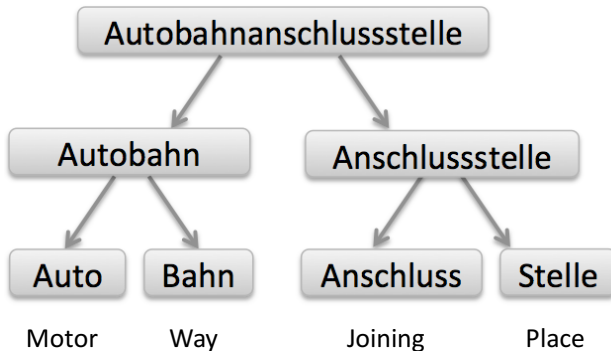 Autobahnanschlussstelle
Autobahn
Anschlussstelle
Auto
Bahn
Anschluss
Stelle
Motor
Way
Joining
Place